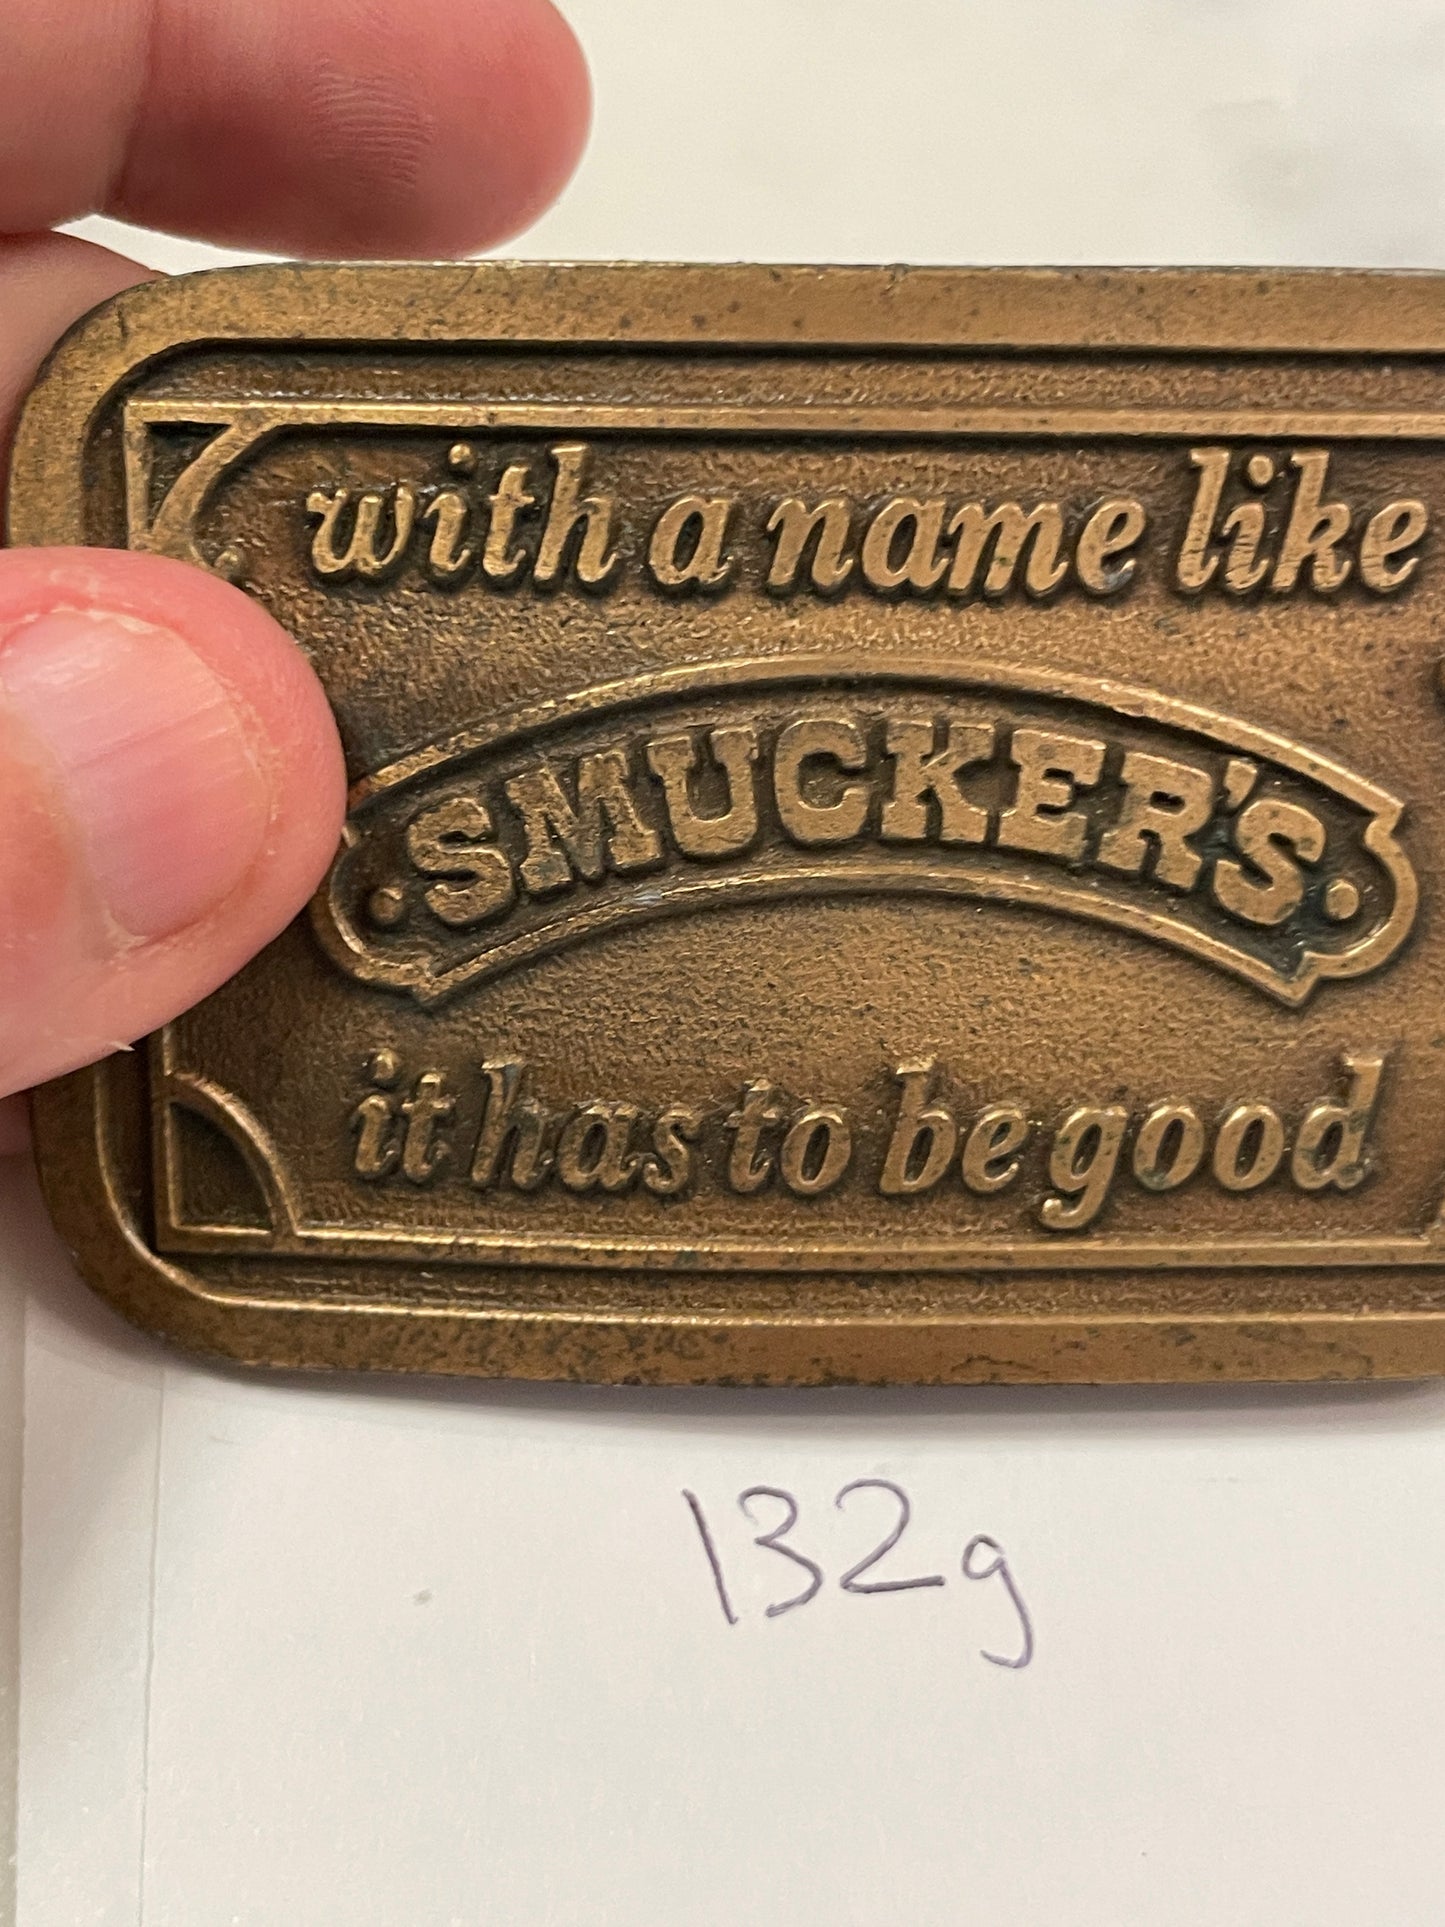 with a name like
• SMUCKER'S •
it has to be good
132g